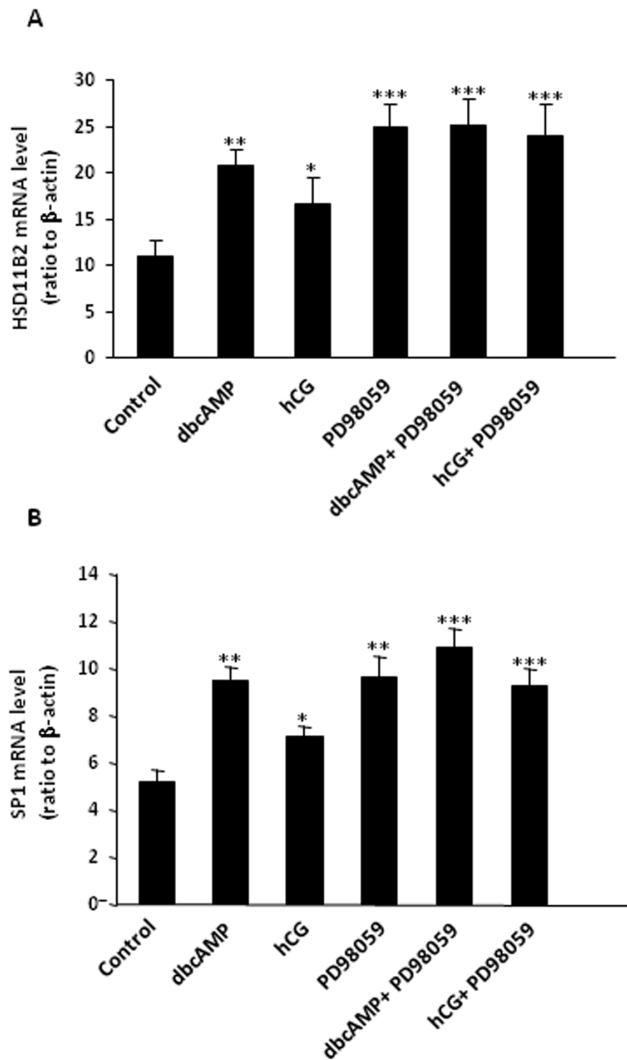 A
HSD11B2 mRNA level
(ratio to β-actin)
30
25
20
15
10
5
0
**
*
***
***
***
Control
dbcAMP
hCG
PD98059
dbcAMP+ PD98059
hCG+ PD98059
B
SP1 mRNA level
(ratio to β-actin)
14
12
10
8
6
4
2
0
**
*
**
***
***
Control
dbcAMP
hCG
PD98059
dbcAMP+ PD98059
hCG+ PD98059